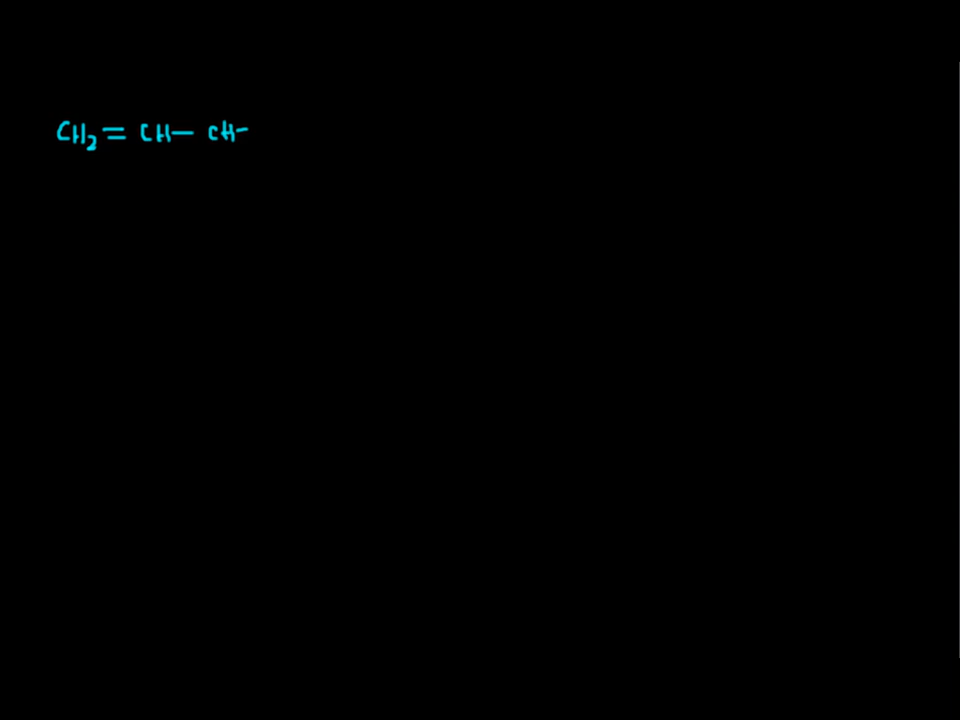 CH₂ = CH — CH-